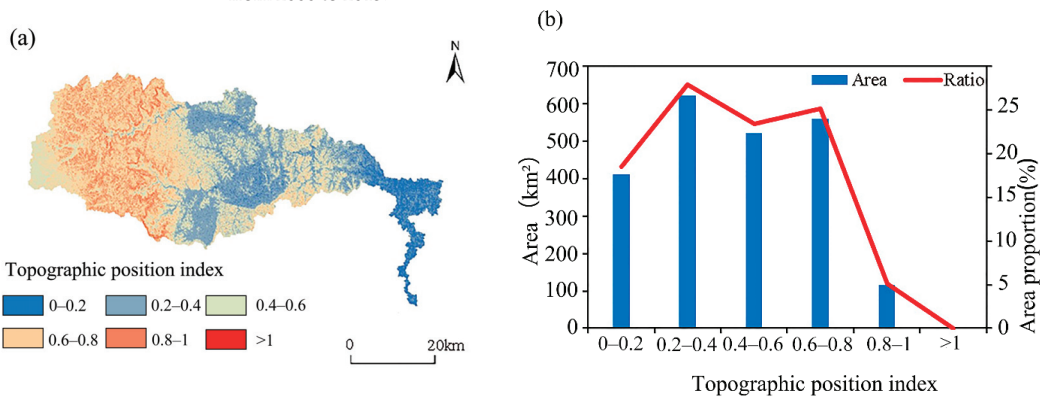 (a)
N
Topographic position index
0–0.2
0.2–0.4
0.4–0.6
0.6–0.8
0.8–1
>1
0
20km
(b)
Area
Ratio
Area（km²）
700
600
500
400
300
200
100
0
25
20
15
10
5
0
Area proportion(%)
0–0.2
0.2–0.4
0.4–0.6
0.6–0.8
0.8–1
>1
Topographic position index